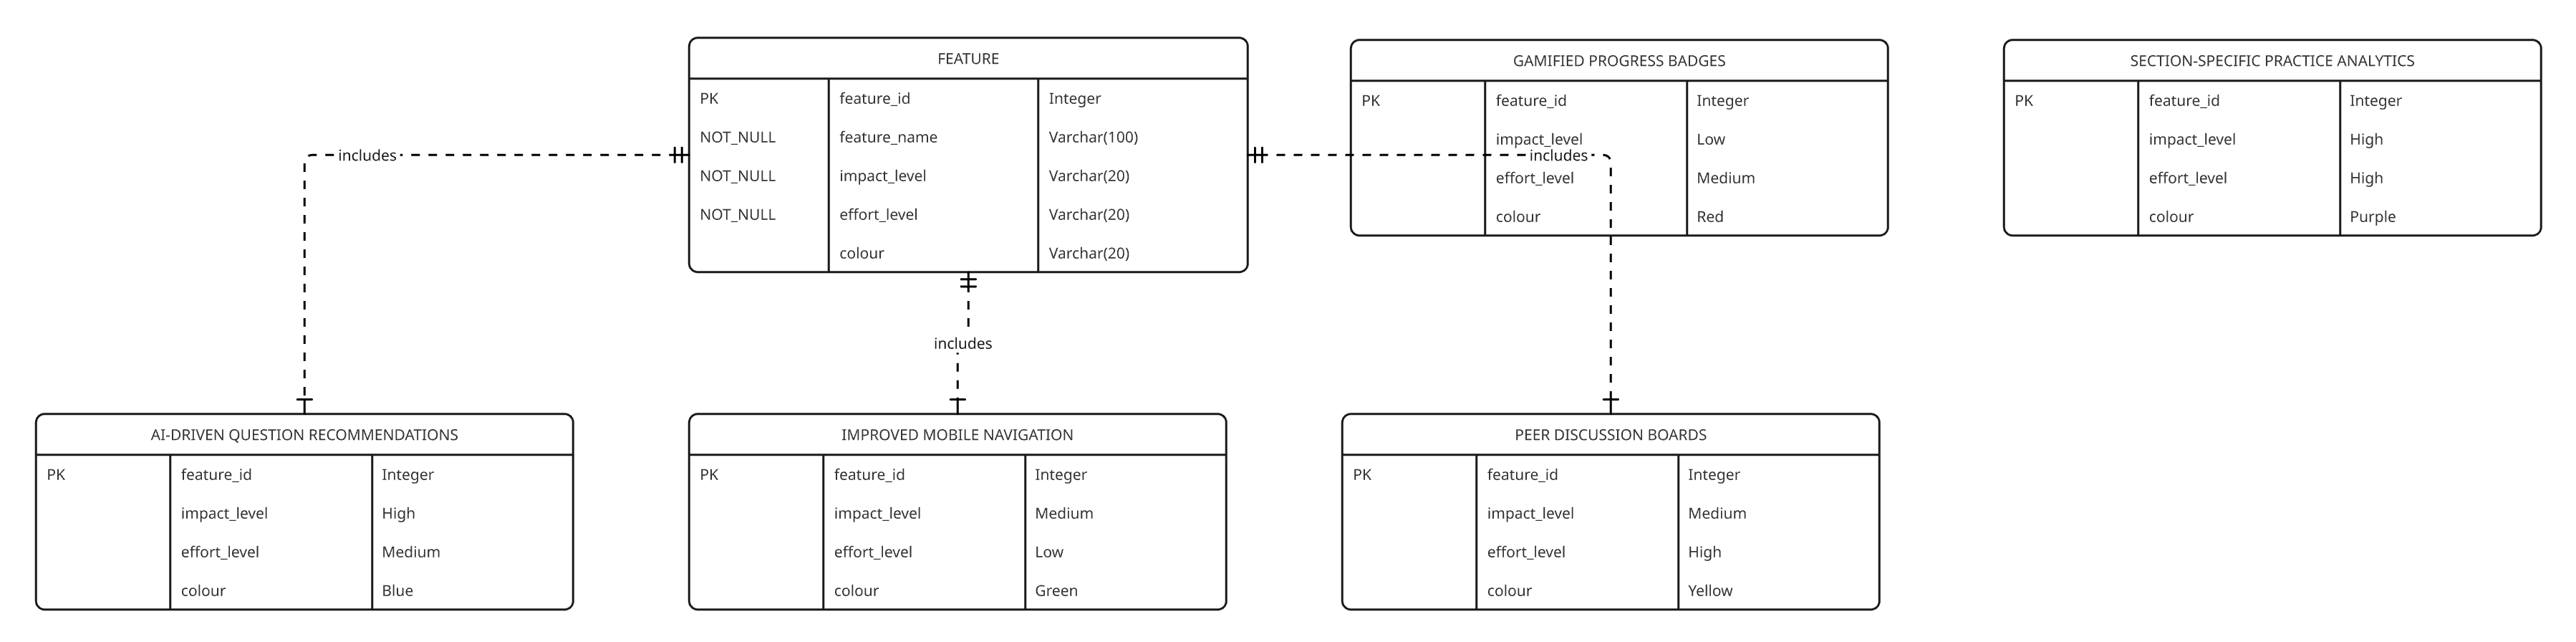 FEATURE
PK feature_id Integer
NOT_NULL feature_name Varchar(100)
NOT_NULL impact_level Varchar(20)
NOT_NULL effort_level Varchar(20)
colour Varchar(20)
GAMIFIED PROGRESS BADGES
PK feature_id Integer
impact_level Low
effort_level Medium
colour Red
SECTION-SPECIFIC PRACTICE ANALYTICS
PK feature_id Integer
impact_level High
effort_level High
colour Purple
includes
includes
includes
AI-DRIVEN QUESTION RECOMMENDATIONS
PK feature_id Integer
impact_level High
effort_level Medium
colour Blue
IMPROVED MOBILE NAVIGATION
PK feature_id Integer
impact_level Medium
effort_level Low
colour Green
PEER DISCUSSION BOARDS
PK feature_id Integer
impact_level Medium
effort_level High
colour Yellow